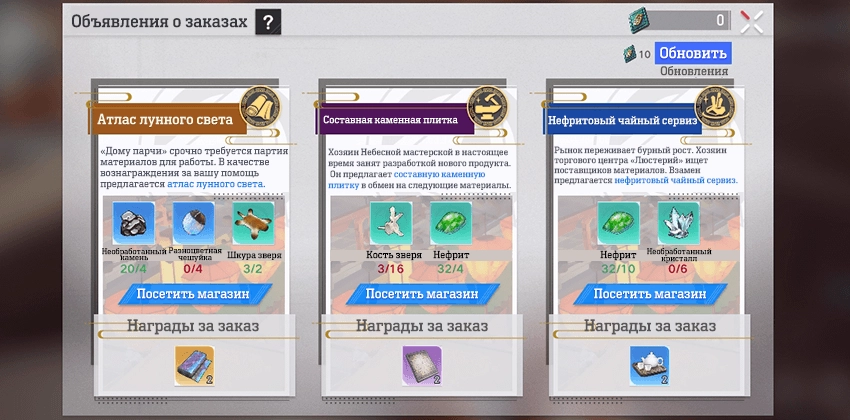 Объявления о заказах ?
0
10 Обновить
Обновления
Атлас лунного света
«Дому парчи» срочно требуется партия
материалов для работы. В качестве
вознаграждения за вашу помощь
предлагается атлас лунного света.
Необработанный
камень
20/4
Разноцветная
чешуйка
0/4
Шкура зверя
3/2
Посетить магазин
Награды за заказ
2
Составная каменная плитка
Хозяин Небесной мастерской в настоящее
время занят разработкой нового продукта.
Он предлагает составную каменную
плитку в обмен на следующие материалы.
Кость зверя
3/16
Нефрит
32/4
Посетить магазин
Награды за заказ
2
Нефритовый чайный сервиз
Рынок переживает бурный рост. Хозяин
торгового центра «Люстерий» ищет
поставщиков материалов. Взамен
предлагается нефритовый чайный сервиз.
Нефрит
32/10
Необработанный
кристалл
0/6
Посетить магазин
Награды за заказ
2